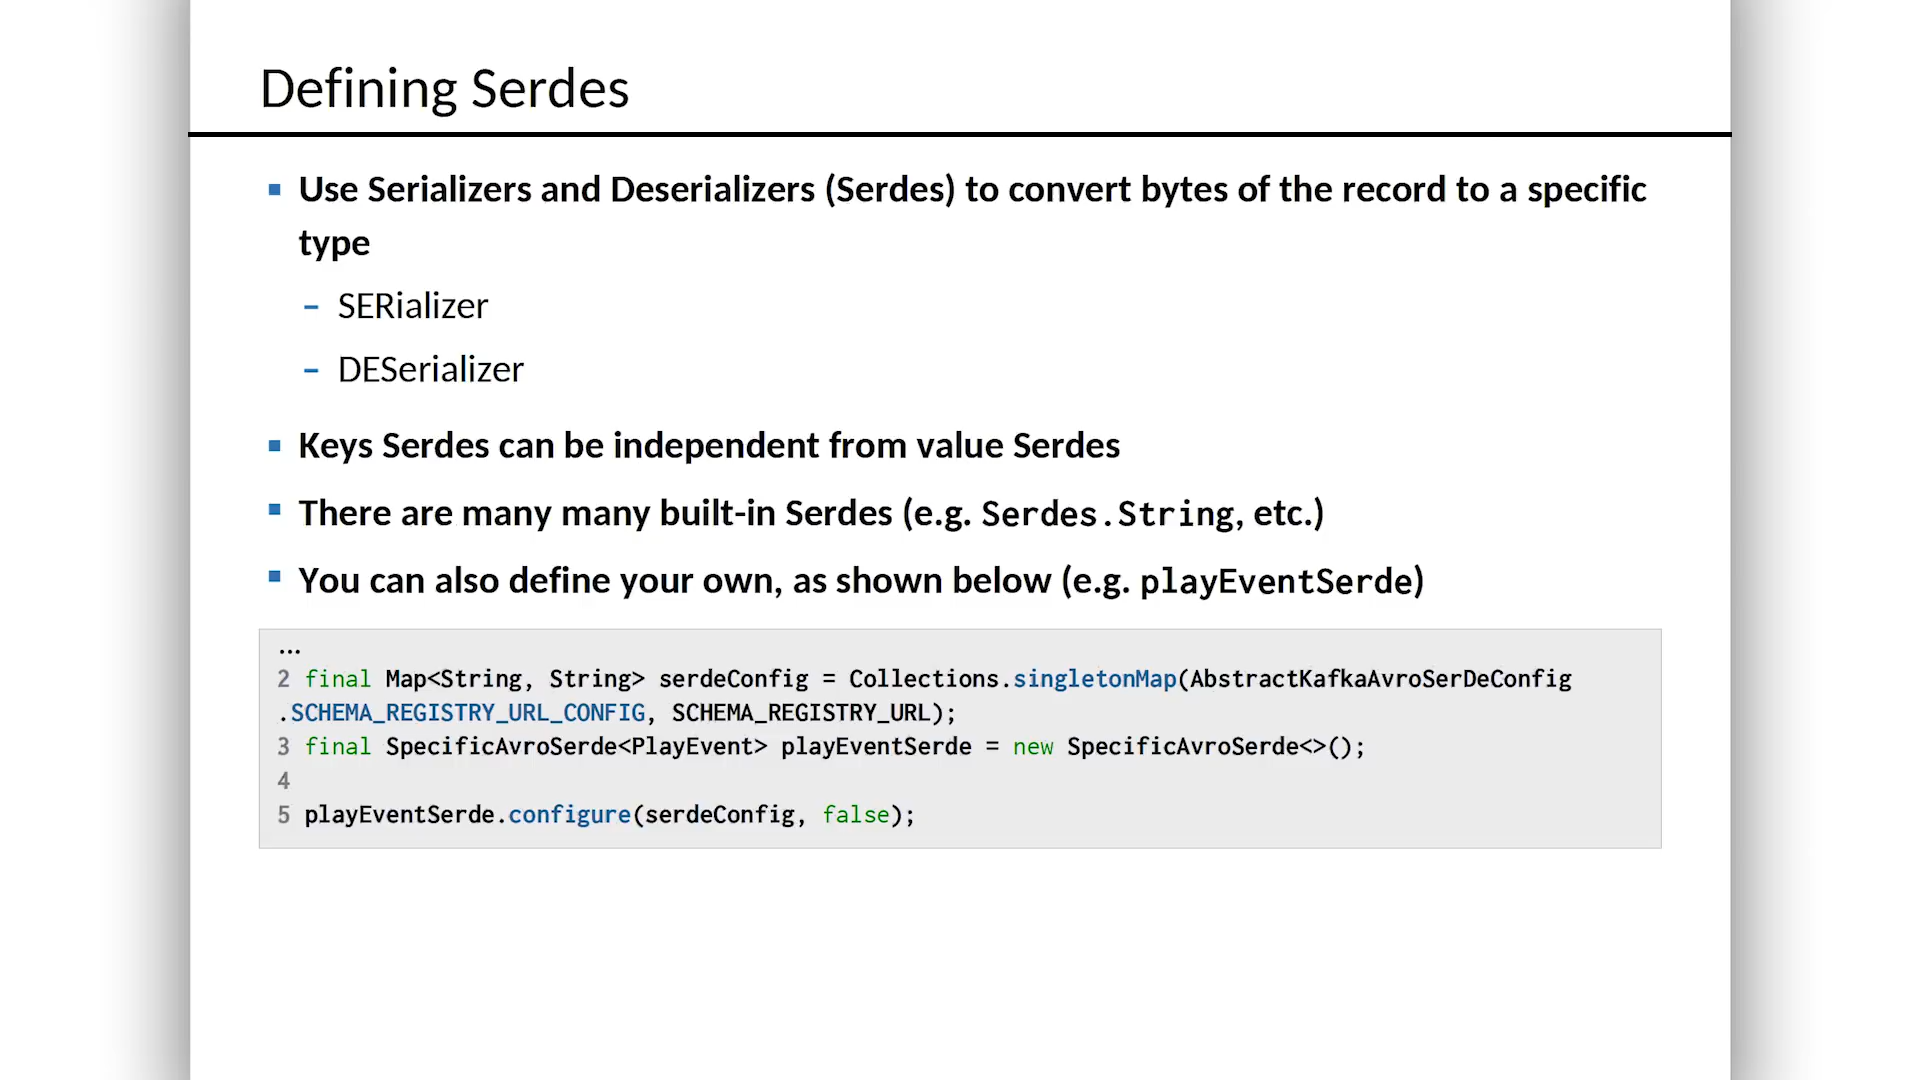 Defining Serdes
Use Serializers and Deserializers (Serdes) to convert bytes of the record to a specific
type
– SERializer
– DESerializer
Keys Serdes can be independent from value Serdes
There are many many built-in Serdes (e.g. Serdes.String, etc.)
You can also define your own, as shown below (e.g. playEventSerde)
...
2 final Map<String, String> serdeConfig = Collections.singletonMap(AbstractKafkaAvroSerDeConfig
.SCHEMA_REGISTRY_URL_CONFIG, SCHEMA_REGISTRY_URL);
3 final SpecificAvroSerde<PlayEvent> playEventSerde = new SpecificAvroSerde<>();
4
5 playEventSerde.configure(serdeConfig, false);